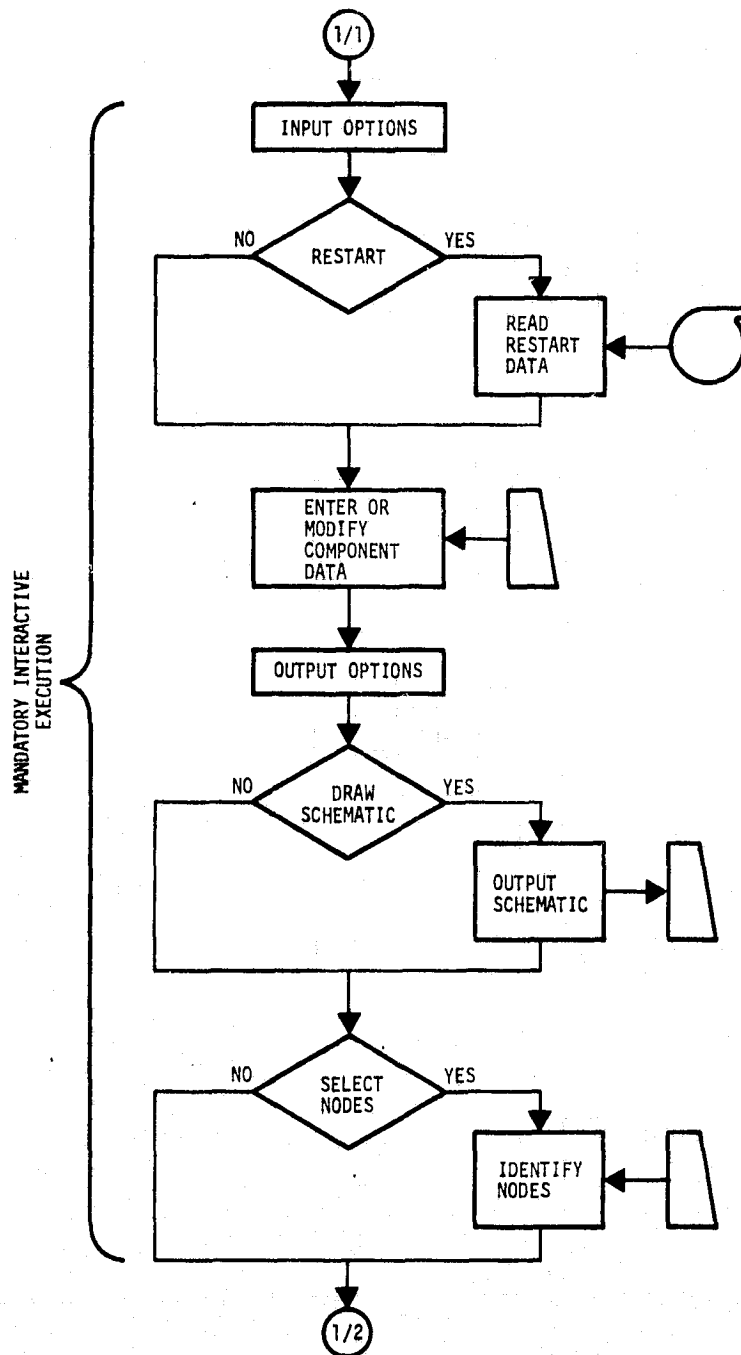 1/1
INPUT OPTIONS
NO
YES
RESTART
READ
RESTART
DATA
ENTER OR
MODIFY
COMPONENT
DATA
MANDATORY INTERACTIVE
EXECUTION
OUTPUT OPTIONS
NO
YES
DRAW
SCHEMATIC
OUTPUT
SCHEMATIC
NO
YES
SELECT
NODES
IDENTIFY
NODES
1/2